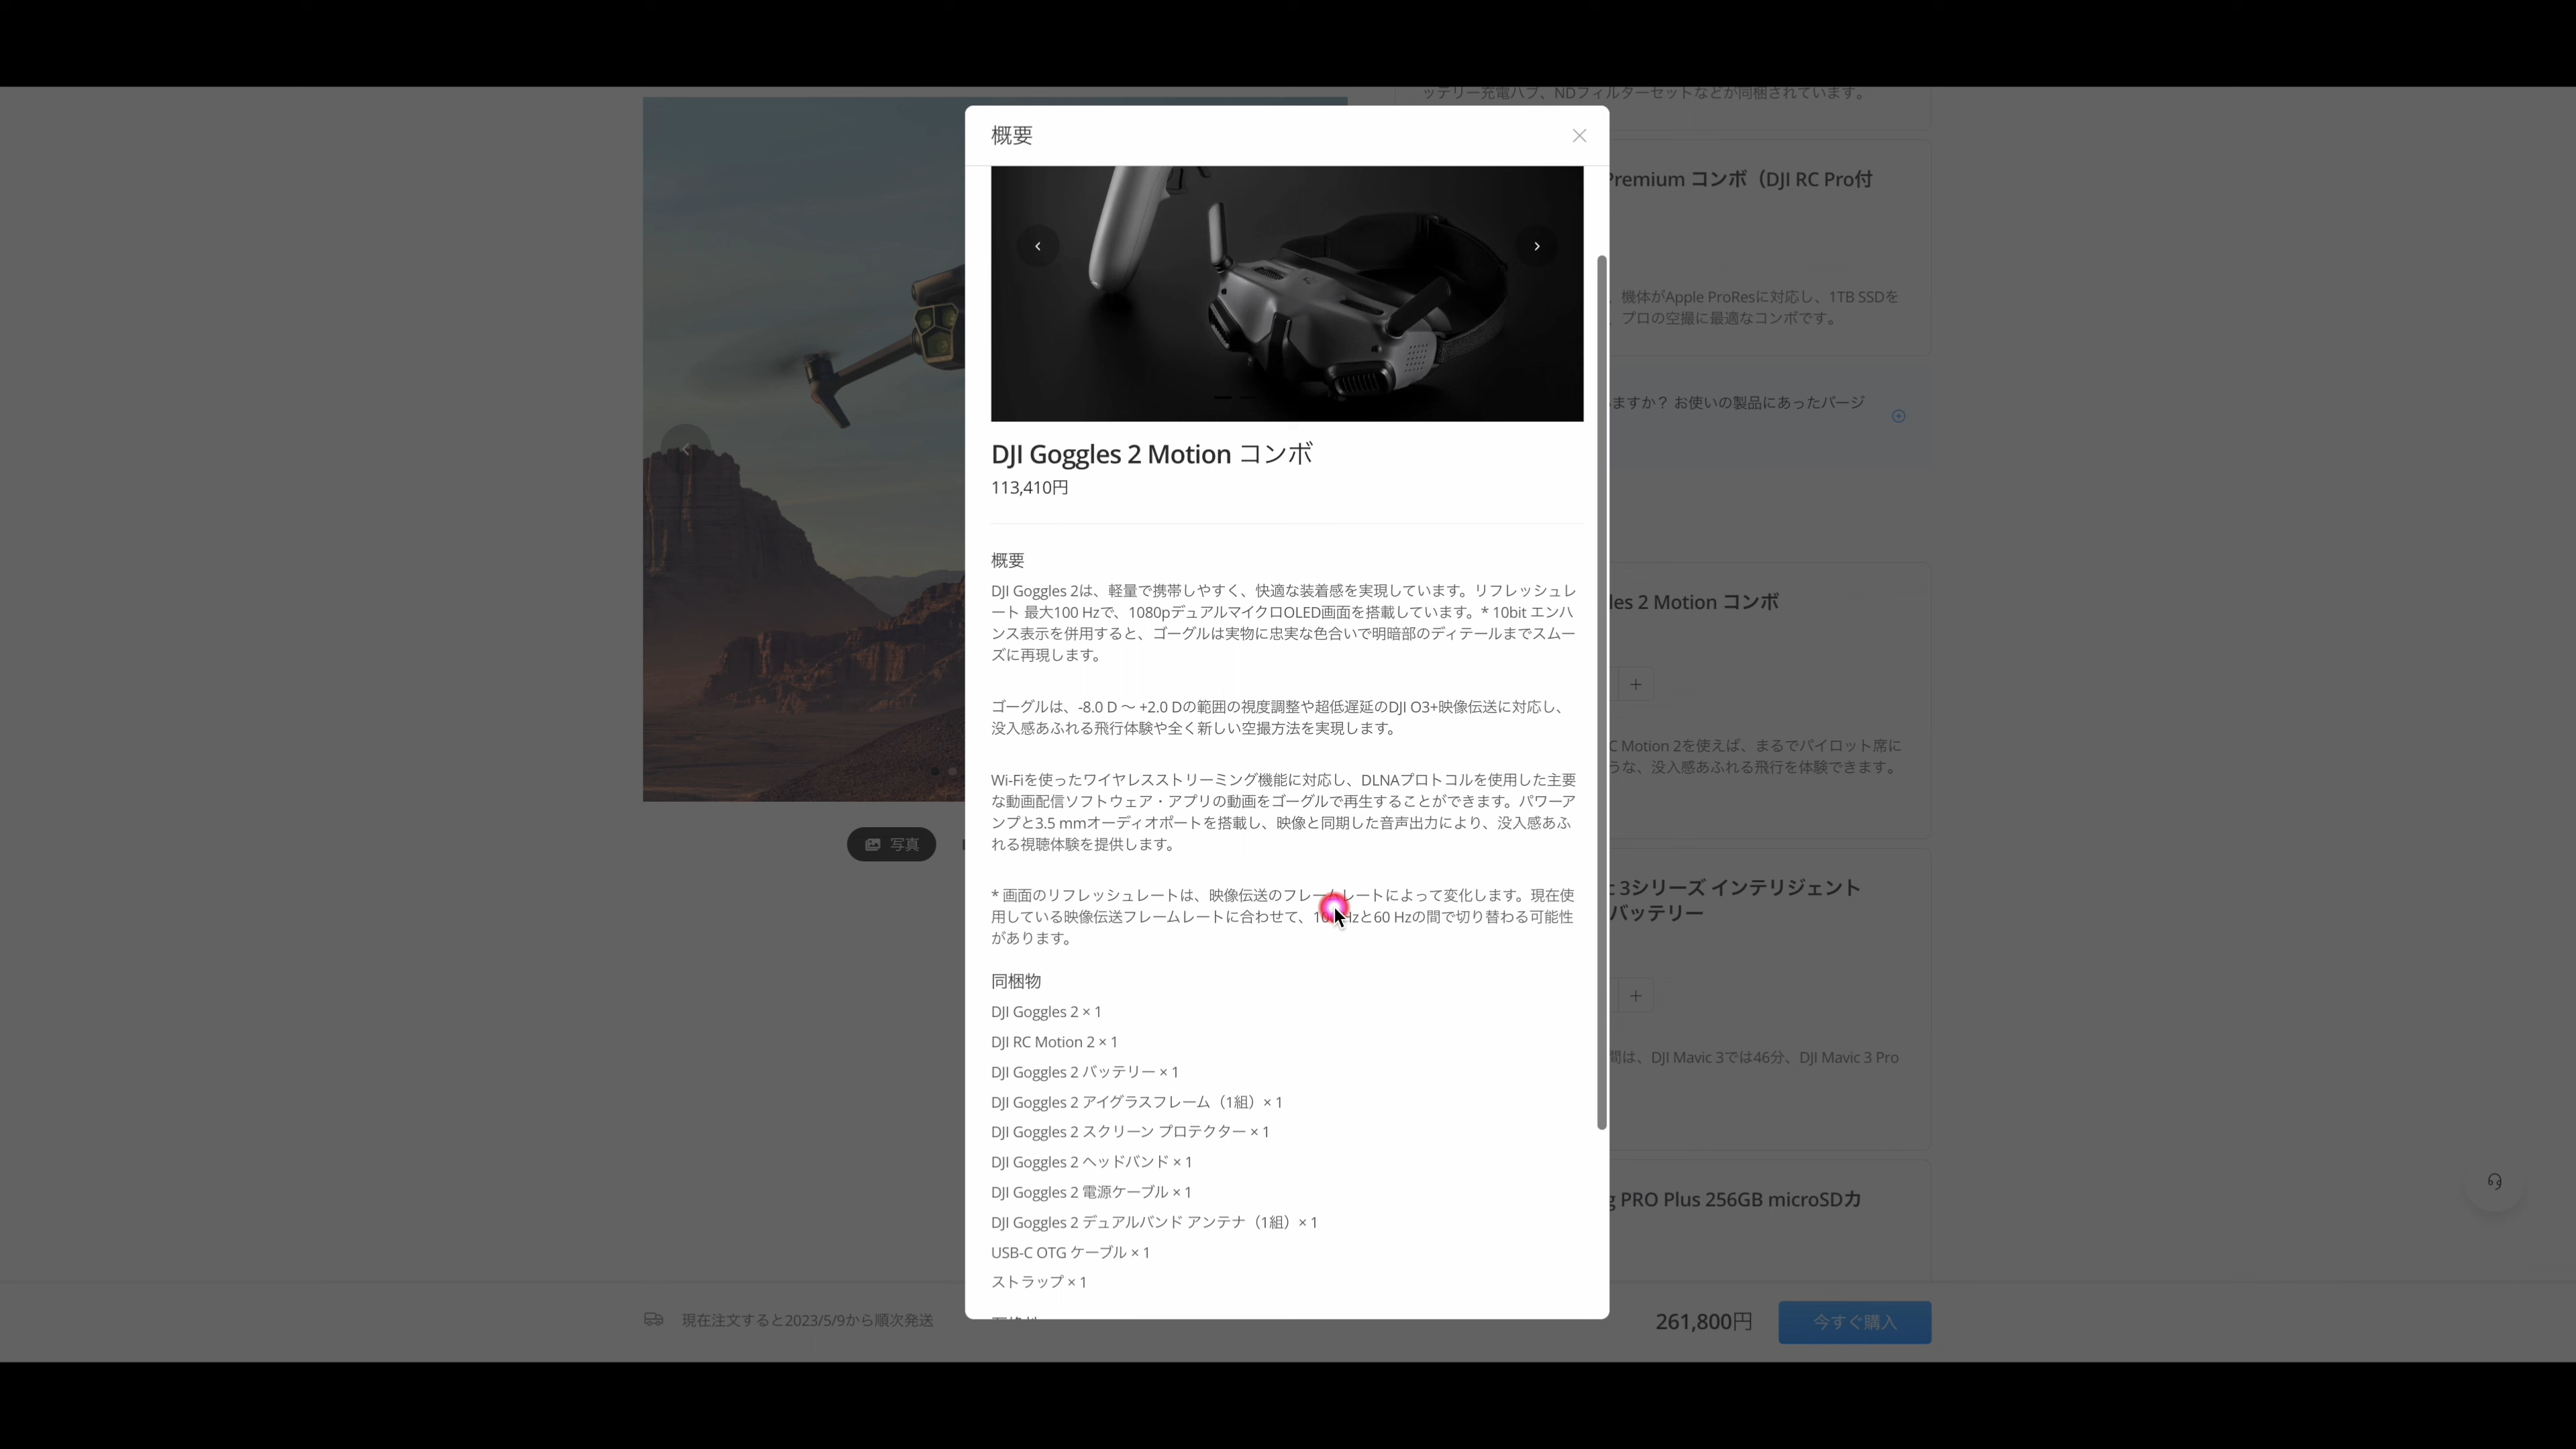 ッテリー充電ハブ、NDフィルターセットなどが同梱されています。
概要
Premium コンボ（DJI RC Pro付
機体がApple ProResに対応し、1TB SSDを
プロの空撮に最適なコンボです。
ますか？ お使いの製品にあったバージ
DJI Goggles 2 Motion コンボ
113,410円
概要
DJI Goggles 2は、軽量で携帯しやすく、快適な装着感を実現しています。リフレッシュレ
ート 最大100 Hzで、1080pデュアルマイクロOLED画面を搭載しています。* 10bit エンハ
ンス表示を併用すると、ゴーグルは実物に忠実な色合いで明暗部のディテールまでスムー
ズに再現します。
les 2 Motion コンボ
ゴーグルは、-8.0 D ～ +2.0 Dの範囲の視度調整や超低遅延のDJI O3+映像伝送に対応し、
没入感あふれる飛行体験や全く新しい空撮方法を実現します。
C Motion 2を使えば、まるでパイロット席に
うな、没入感あふれる飛行を体験できます。
Wi-Fiを使ったワイヤレスストリーミング機能に対応し、DLNAプロトコルを使用した主要
な動画配信ソフトウェア・アプリの動画をゴーグルで再生することができます。パワーア
ンプと3.5 mmオーディオポートを搭載し、映像と同期した音声出力により、没入感あふ
れる視聴体験を提供します。
写真
* 画面のリフレッシュレートは、映像伝送のフレームレートによって変化します。現在使
用している映像伝送フレームレートに合わせて、100 Hzと60 Hzの間で切り替わる可能性
があります。
c 3シリーズ インテリジェント
バッテリー
同梱物
DJI Goggles 2 × 1
DJI RC Motion 2 × 1
DJI Goggles 2 バッテリー × 1
DJI Goggles 2 アイグラスフレーム（1組）× 1
DJI Goggles 2 スクリーン プロテクター × 1
DJI Goggles 2 ヘッドバンド × 1
DJI Goggles 2 電源ケーブル × 1
DJI Goggles 2 デュアルバンド アンテナ（1組）× 1
USB-C OTG ケーブル × 1
ストラップ × 1
間は、DJI Mavic 3では46分、DJI Mavic 3 Pro
g PRO Plus 256GB microSDカ
現在注文すると2023/5/9から順次発送
261,800円
今すぐ購入